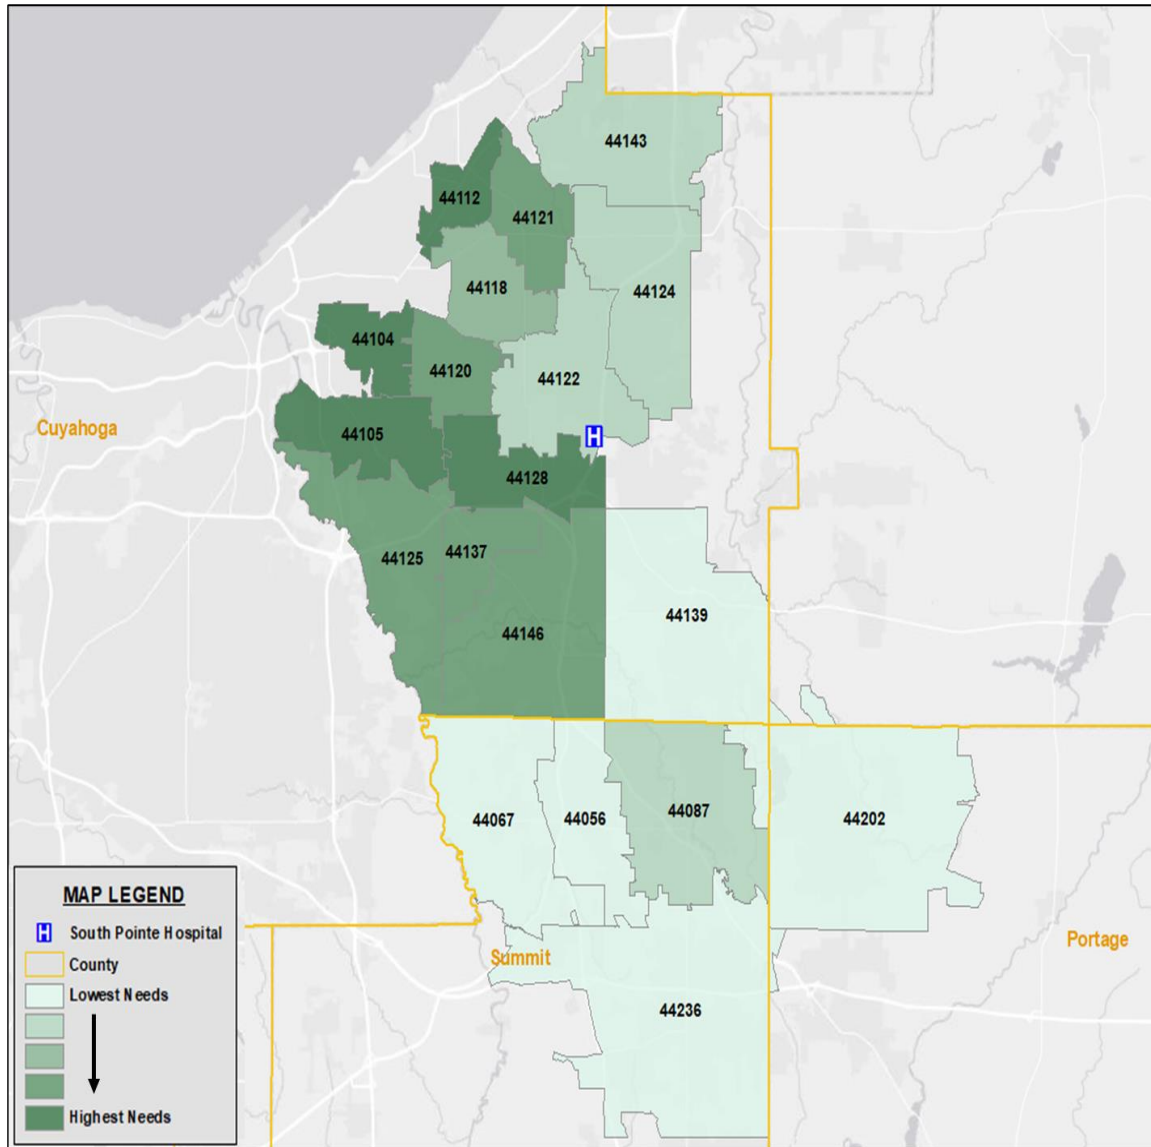 44143
44112
44121
44118
44124
44104
44120
44122
Cuyahoga
44105
H
44128
44125
44137
44146
44139
44067
44056
44087
44202
MAP LEGEND
H South Pointe Hospital
County
Lowest Needs
Highest Needs
Summit
Portage
44236